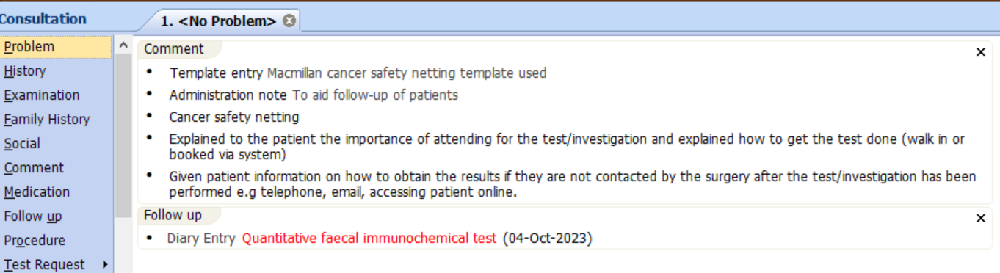 Consultation
1. <No Problem>
Problem
History
Examination
Family History
Social
Comment
Medication
Follow up
Procedure
Test Request
Comment
• Template entry Macmillan cancer safety netting template used
• Administration note To aid follow-up of patients
• Cancer safety netting
• Explained to the patient the importance of attending for the test/investigation and explained how to get the test done (walk in or
booked via system)
• Given patient information on how to obtain the results if they are not contacted by the surgery after the test/investigation has been
performed e.g telephone, email, accessing patient online.
Follow up
• Diary Entry Quantitative faecal immunochemical test (04-Oct-2023)